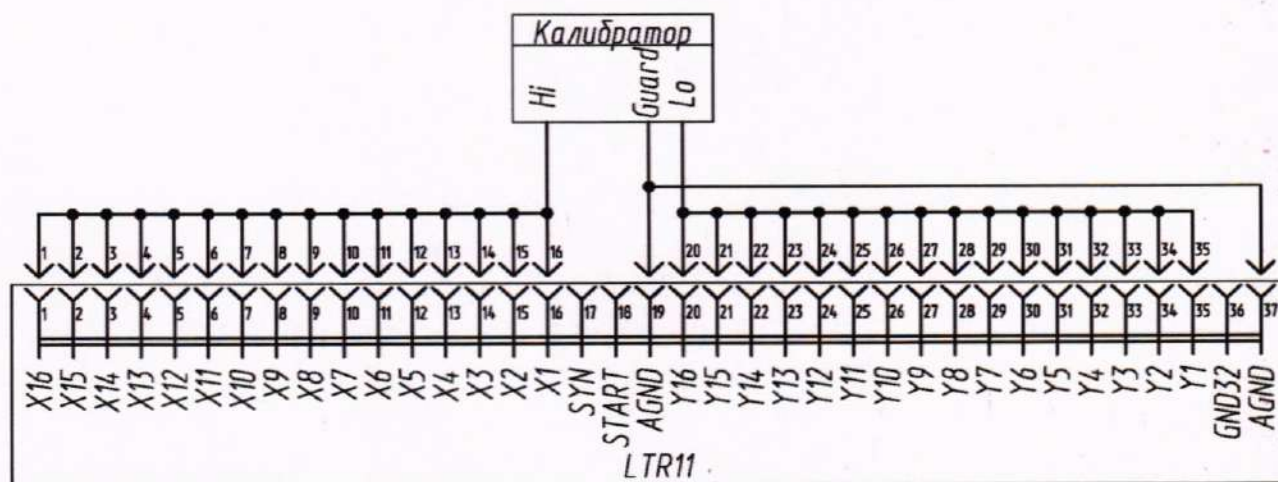 Калибратор
Hi Guard Lo
1 2 3 4 5 6 7 8 9 10 11 12 13 14 15 16 20 21 22 23 24 25 26 27 28 29 30 31 32 33 34 35
1 2 3 4 5 6 7 8 9 10 11 12 13 14 15 16 17 18 19 20 21 22 23 24 25 26 27 28 29 30 31 32 33 34 35 36 37
X16 X15 X14 X13 X12 X11 X10 X9 X8 X7 X6 X5 X4 X3 X2 X1 SYN START AGND Y16 Y15 Y14 Y13 Y12 Y11 Y10 Y9 Y8 Y7 Y6 Y5 Y4 Y3 Y2 Y1 GND32 AGND
LTR11